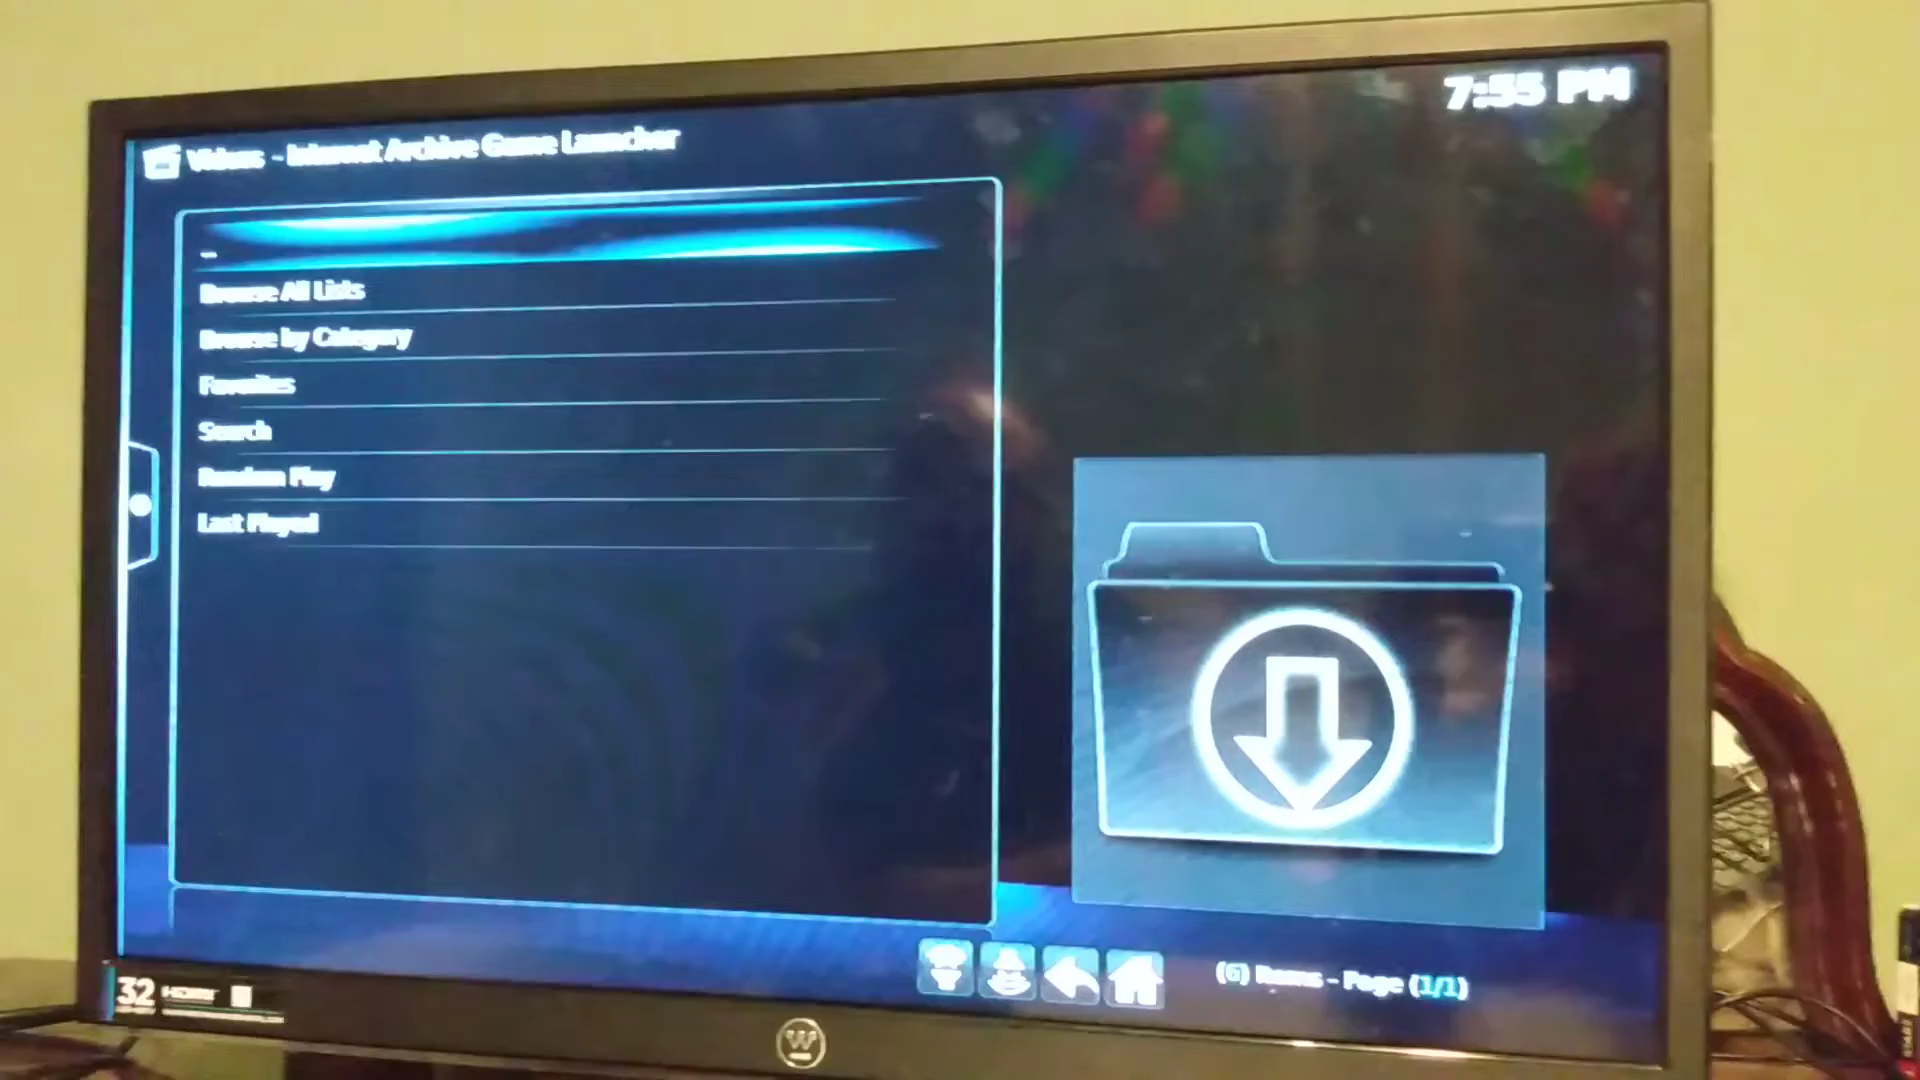 7:55 PM
Videos - Internet Archive Game Launcher
..
Browse All Lists
Browse by Category
Favorites
Search
Random Play
Last Played
(6) Items - Page (1/1)
32
HDMI
W